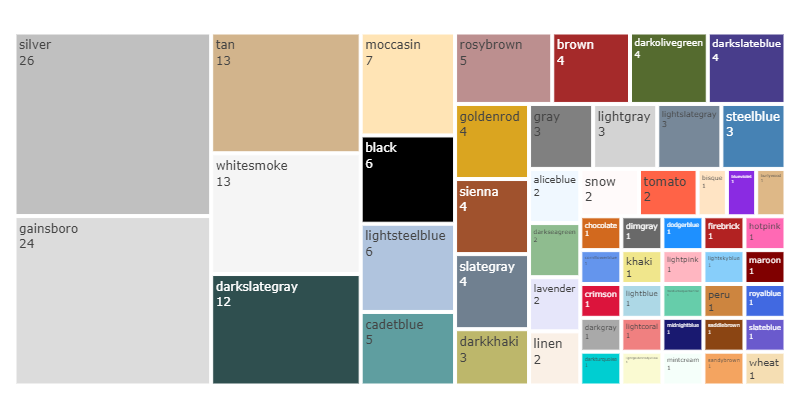 silver
26
gainsboro
24
tan
13
whitesmoke
13
darkslategray
12
moccasin
7
black
6
lightsteelblue
6
cadetblue
5
rosybrown
5
brown
4
darkolivegreen
4
darkslateblue
4
goldenrod
4
sienna
4
slategray
4
darkkhaki
3
gray
3
lightgray
3
lightslategray
3
steelblue
3
aliceblue
2
darkseagreen
2
lavender
2
linen
2
snow
2
tomato
2
bisque
1
blueviolet
1
burlywood
1
chocolate
1
dimgray
1
dodgerblue
1
firebrick
1
hotpink
1
cornflowerblue
1
khaki
1
lightpink
1
lightskyblue
1
maroon
1
crimson
1
lightblue
1
peru
1
royalblue
1
darkgray
1
lightcoral
1
midnightblue
1
saddlebrown
1
slateblue
1
darkturquoise
1
mintcream
1
sandybrown
1
wheat
1